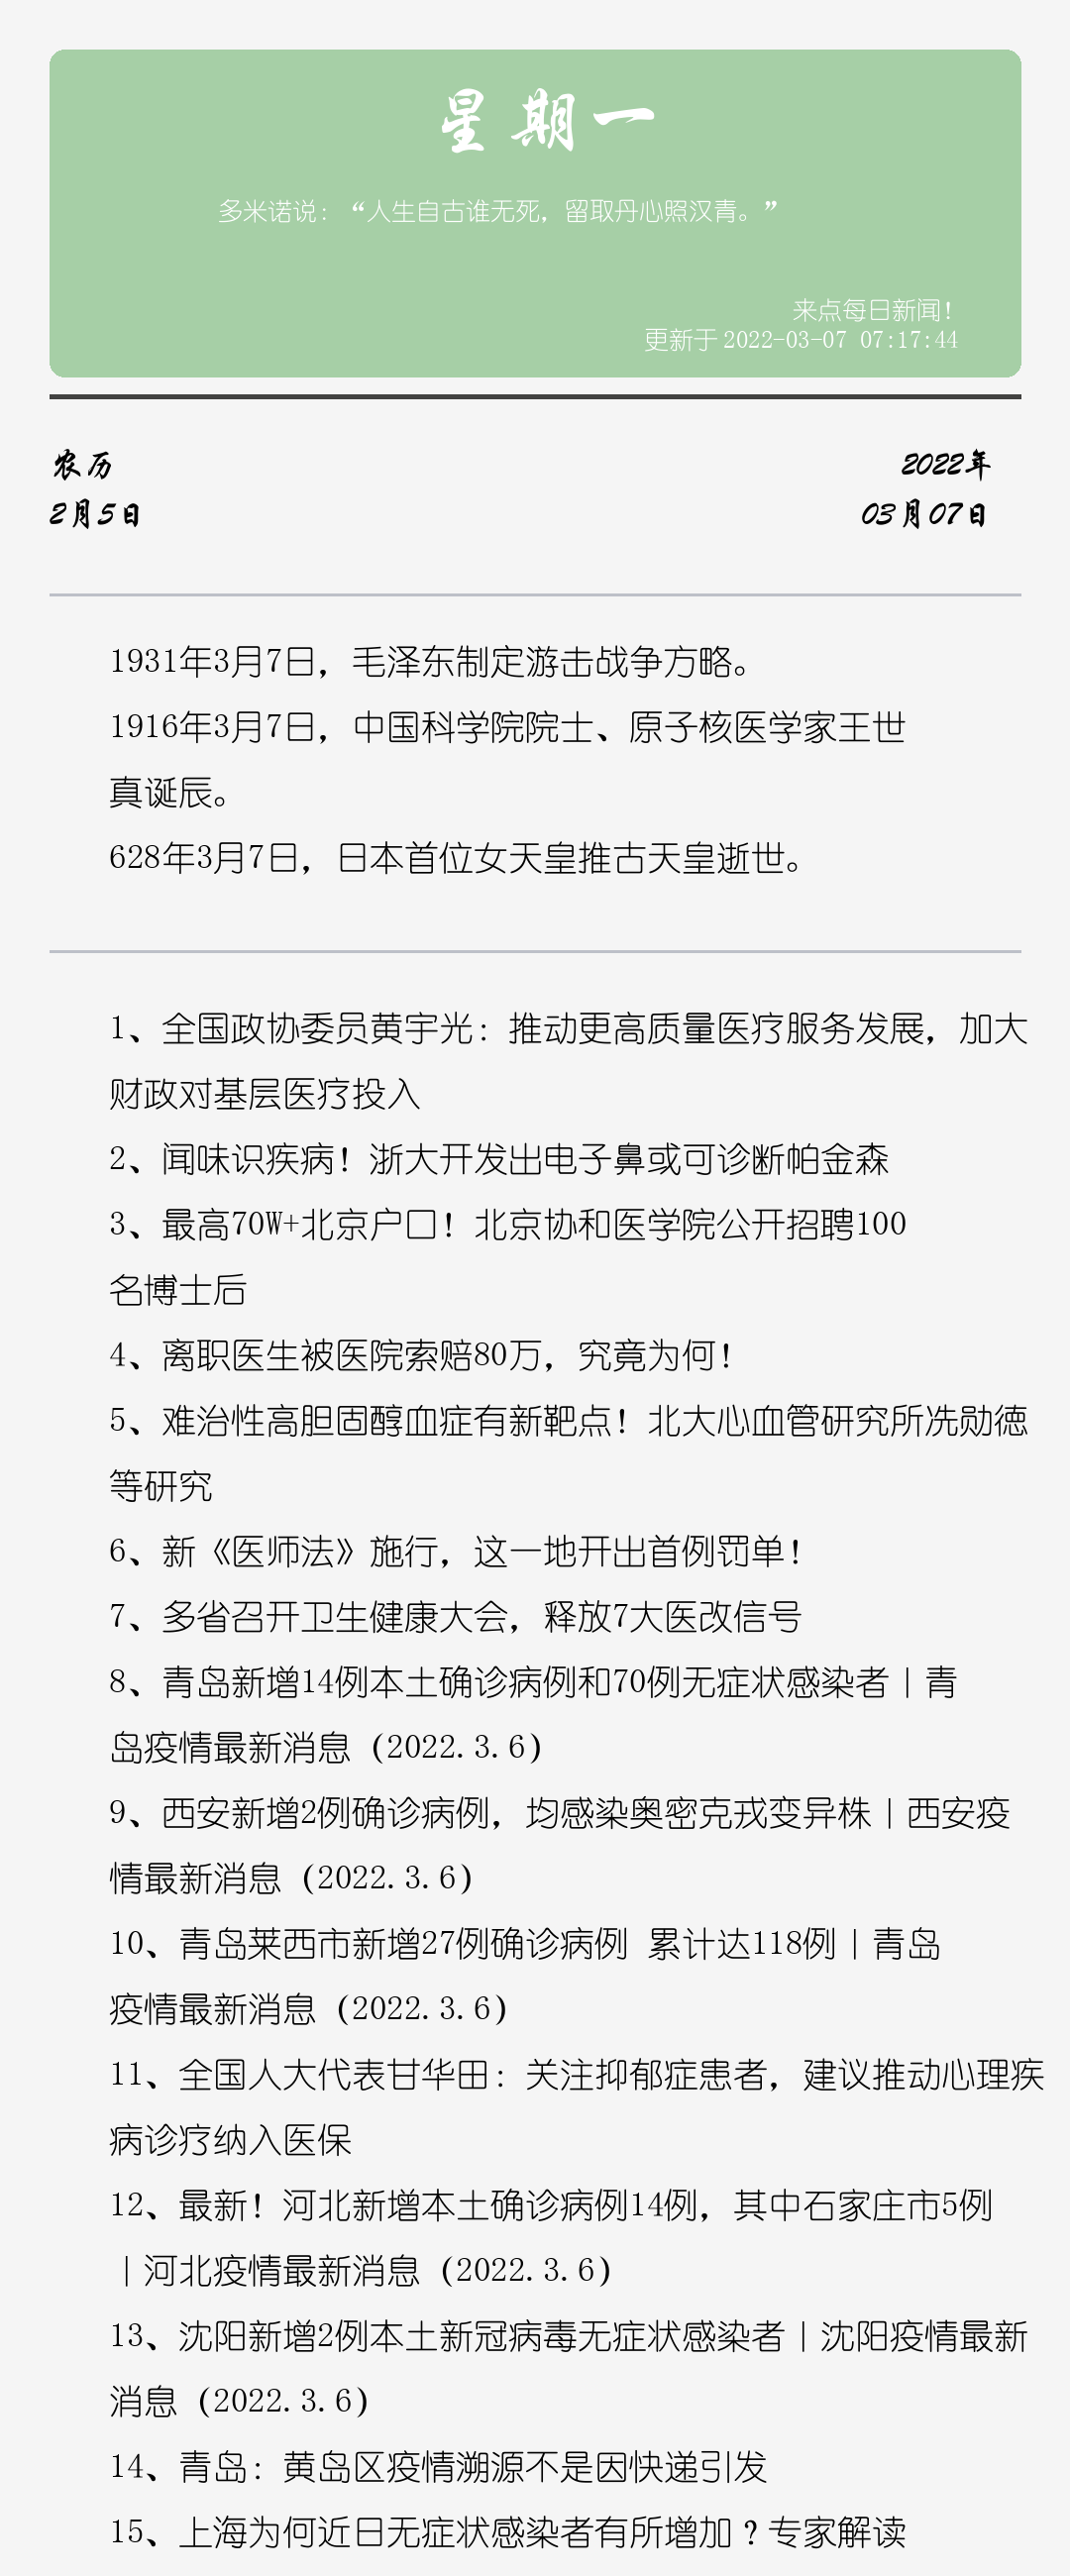 星期一
多米诺说：“人生自古谁无死，留取丹心照汉青。”
来点每日新闻！
更新于 2022-03-07 07:17:44
农历
2022年
2月5日
03月07日
1931年3月7日，毛泽东制定游击战争方略。
1916年3月7日，中国科学院院士、原子核医学家王世
真诞辰。
628年3月7日，日本首位女天皇推古天皇逝世。
1、全国政协委员黄宇光：推动更高质量医疗服务发展，加大
财政对基层医疗投入
2、闻味识疾病！浙大开发出电子鼻或可诊断帕金森
3、最高70W+北京户口！北京协和医学院公开招聘100
名博士后
4、离职医生被医院索赔80万，究竟为何！
5、难治性高胆固醇血症有新靶点！北大心血管研究所冼勋德
等研究
6、新《医师法》施行，这一地开出首例罚单！
7、多省召开卫生健康大会，释放7大医改信号
8、青岛新增14例本土确诊病例和70例无症状感染者｜青
岛疫情最新消息（2022.3.6）
9、西安新增2例确诊病例，均感染奥密克戎变异株｜西安疫
情最新消息（2022.3.6）
10、青岛莱西市新增27例确诊病例 累计达118例｜青岛
疫情最新消息（2022.3.6）
11、全国人大代表甘华田：关注抑郁症患者，建议推动心理疾
病诊疗纳入医保
12、最新！河北新增本土确诊病例14例，其中石家庄市5例
｜河北疫情最新消息（2022.3.6）
13、沈阳新增2例本土新冠病毒无症状感染者｜沈阳疫情最新
消息（2022.3.6）
14、青岛：黄岛区疫情溯源不是因快递引发
15、上海为何近日无症状感染者有所增加？专家解读